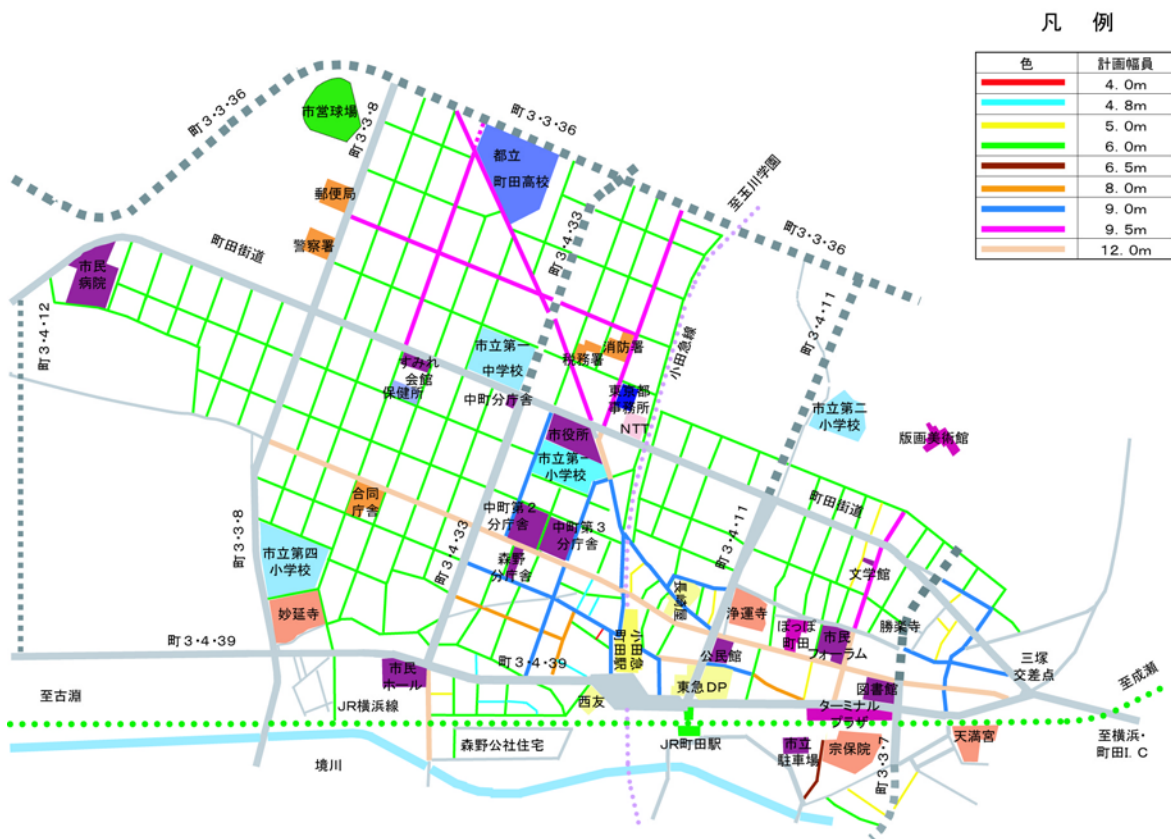 凡 例
色 計画幅員
4.0m
4.8m
5.0m
6.0m
6.5m
8.0m
9.0m
9.5m
12.0m
町3・3・36
市営球場
町3・3・8
町3・3・36
都立
町田高校
郵便局
警察署
町田街道
市民
病院
町3・4・12
町3・4・33
至玉川学園
町3・3・36
小田急線
町3・4・11
市立第一
中学校
すみれ
会館
保健所
中町分庁舎
税務署
消防署
東京都
事務所
NTT
市役所
市立第一
小学校
市立第二
小学校
版画美術館
町田街道
合同
庁舎
中町第2
分庁舎
中町第3
分庁舎
森野
分庁舎
町3・3・8
市立第四
小学校
妙延寺
町3・4・33
町3・4・11
文学館
浄運寺
ぽっぽ
町田
市民
フォーラム
勝楽寺
三塚
交差点
公民館
小田急
町田駅
町3・4・39
町3・4・39
市民
ホール
西友
東急DP
図書館
ターミナル
プラザ
至古淵
JR横浜線
至成瀬
至横浜・
町田I.C
森野公社住宅
JR町田駅
市立
駐車場
宗保院
天満宮
町3・3・7
境川